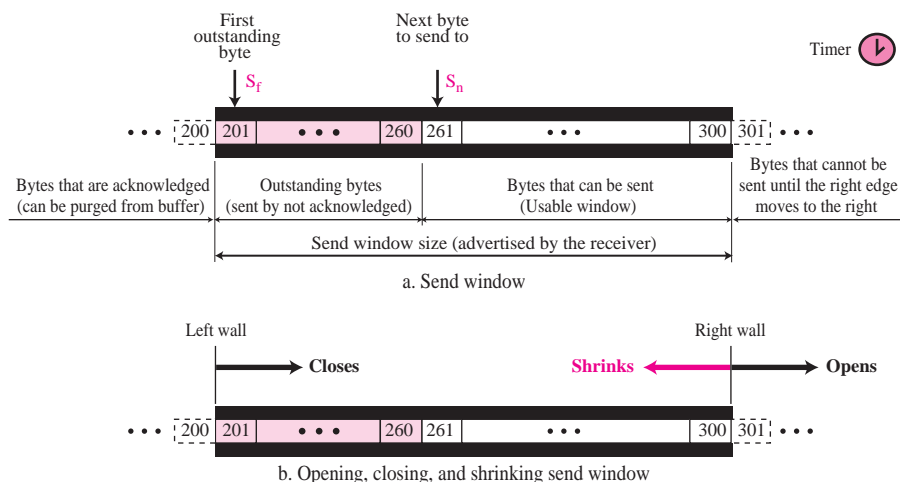 First
outstanding
byte
Next byte
to send to
Timer
Sf
Sn
• • • 200 201 • • • 260 261 • • • 300 301 • • •
Bytes that are acknowledged
(can be purged from buffer)
Outstanding bytes
(sent by not acknowledged)
Bytes that can be sent
(Usable window)
Bytes that cannot be
sent until the right edge
moves to the right
Send window size (advertised by the receiver)
a. Send window
Left wall
Right wall
Closes
Shrinks
Opens
• • • 200 201 • • • 260 261 • • • 300 301 • • •
b. Opening, closing, and shrinking send window